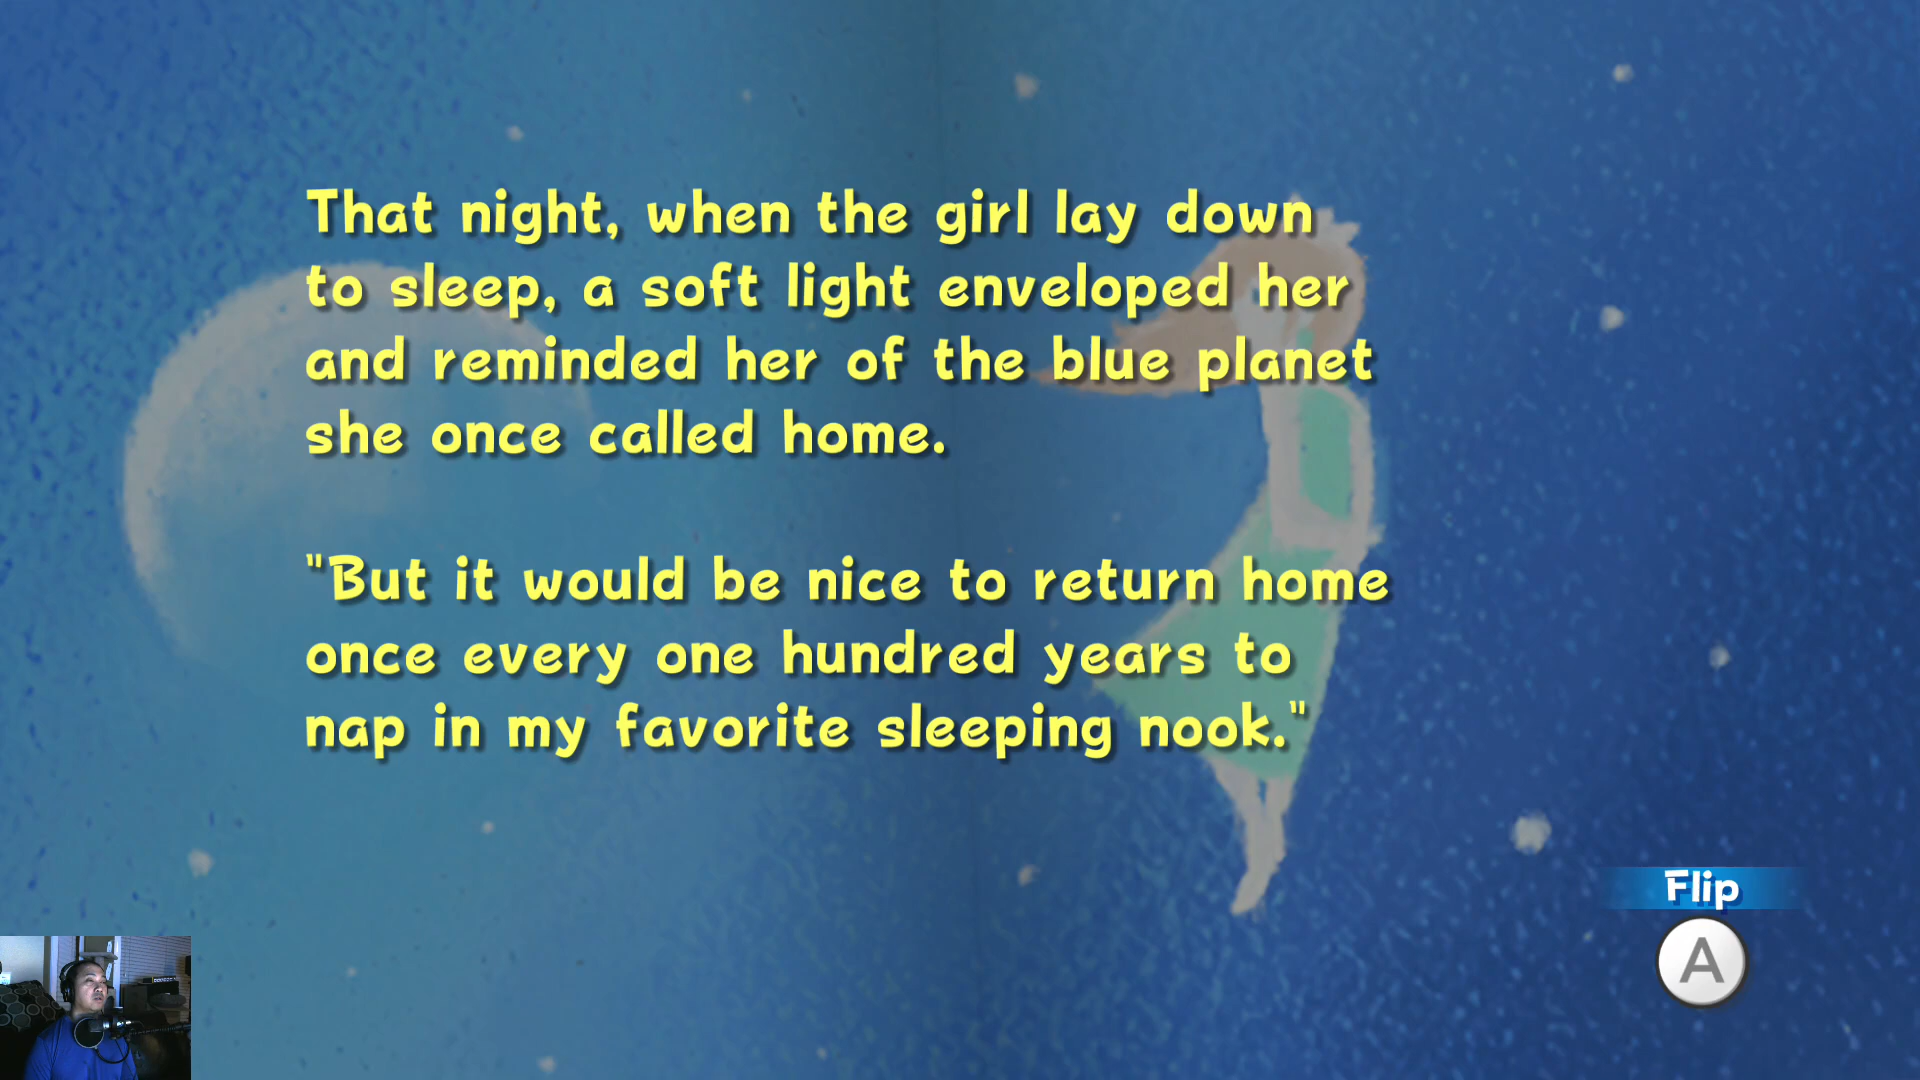 That night, when the girl lay down
to sleep, a soft light enveloped her
and reminded her of the blue planet
she once called home.
"But it would be nice to return home
once every one hundred years to
nap in my favorite sleeping nook."
Flip
A